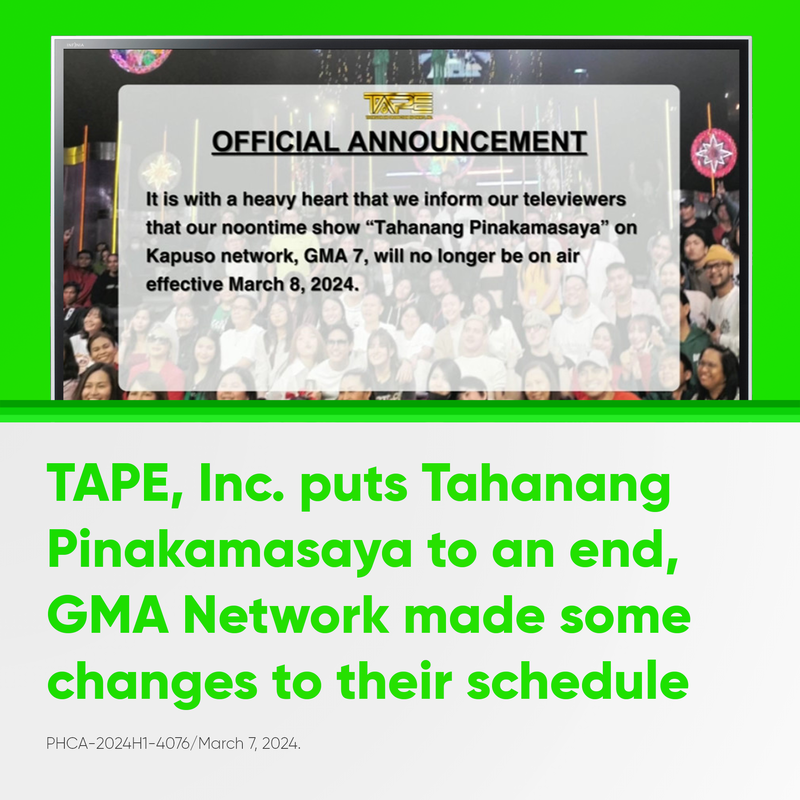 TAPE
OFFICIAL ANNOUNCEMENT
It is with a heavy heart that we inform our televiewers
that our noontime show “Tahanang Pinakamasaya” on
Kapuso network, GMA 7, will no longer be on air
effective March 8, 2024.
TAPE, Inc. puts Tahanang
Pinakamasaya to an end,
GMA Network made some
changes to their schedule
PHCA-2024H1-4076/March 7, 2024.